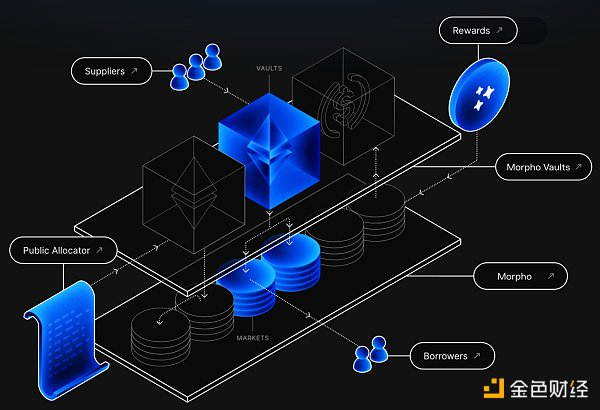 Rewards ↗
Suppliers ↗
VAULTS
Morpho Vaults ↗
Public Allocator ↗
Morpho ↗
MARKETS
Borrowers ↗
金色财经